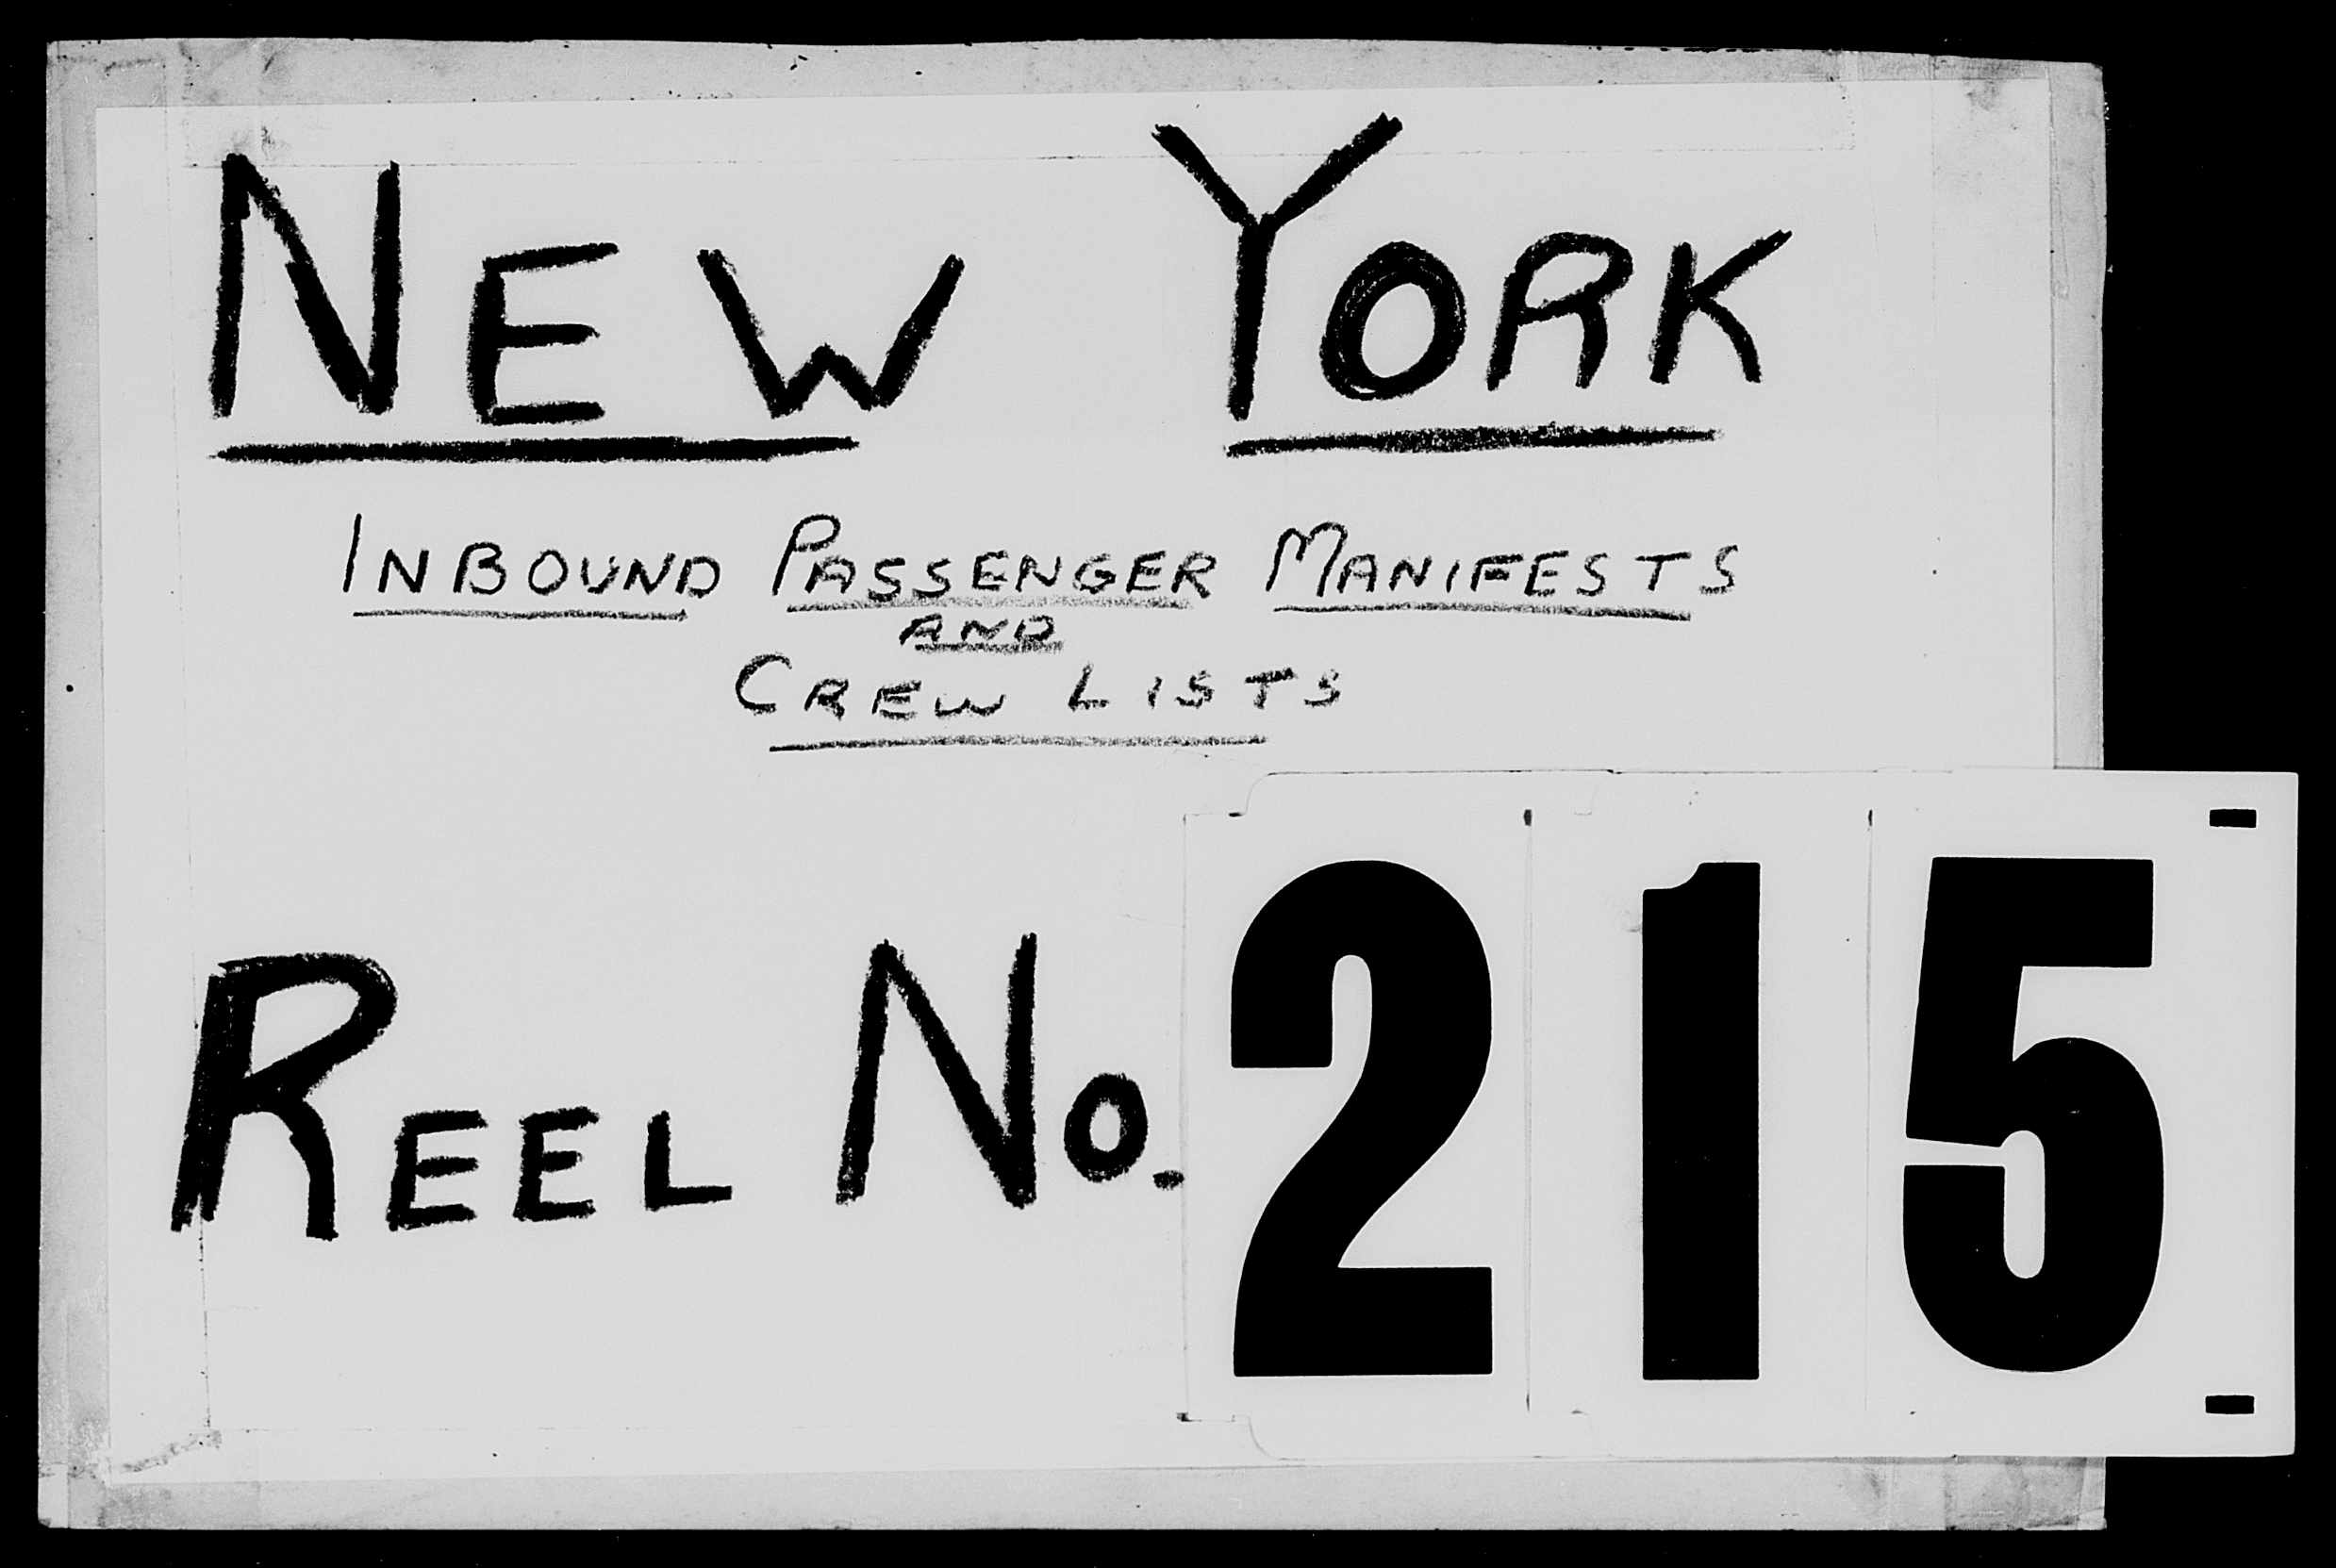 NEW YORK
INBOUND PASSENGER MANIFESTS
AND
CREW LISTS
REEL NO. 215